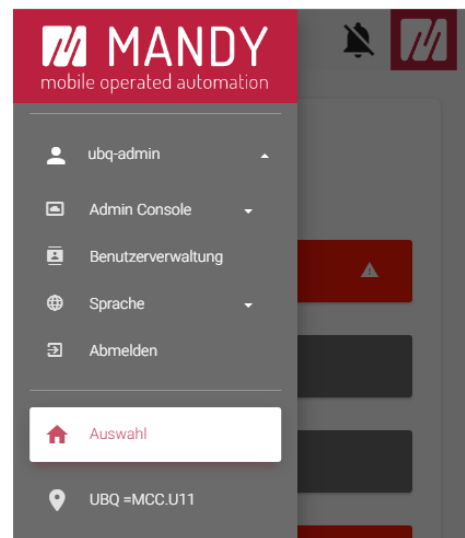 MANDY
mobile operated automation
ubq-admin
Admin Console
Benutzerverwaltung
Sprache
Abmelden
Auswahl
UBQ =MCC.U11